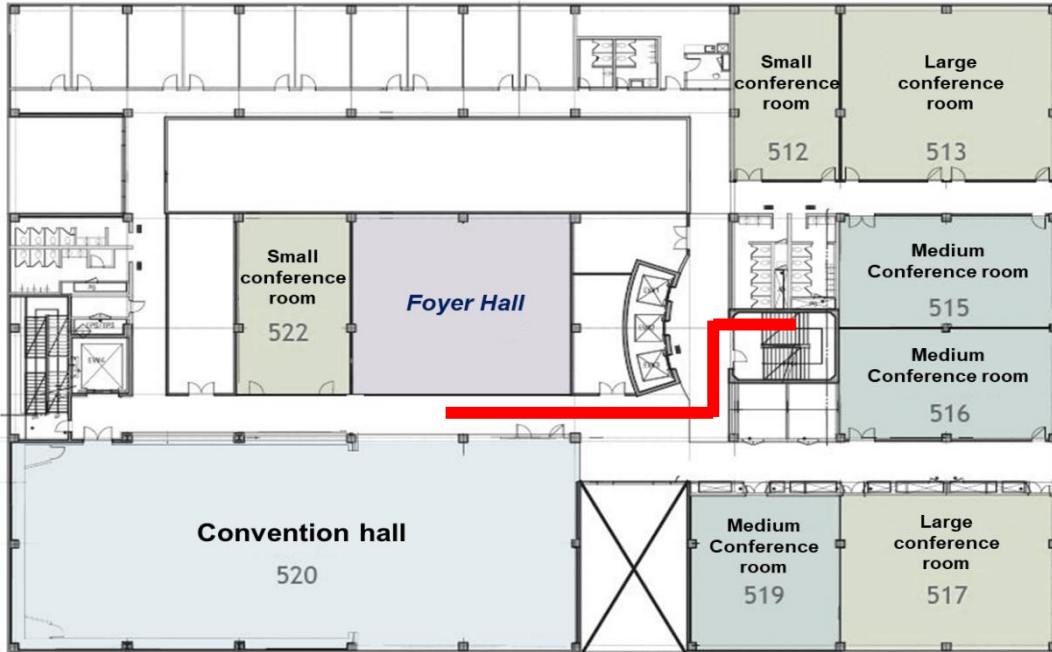 Small
conference
room
512
Large
conference
room
513
Small
conference
room
522
Foyer Hall
Medium
Conference room
515
Medium
Conference room
516
Convention hall
520
Medium
Conference
room
519
Large
conference
room
517